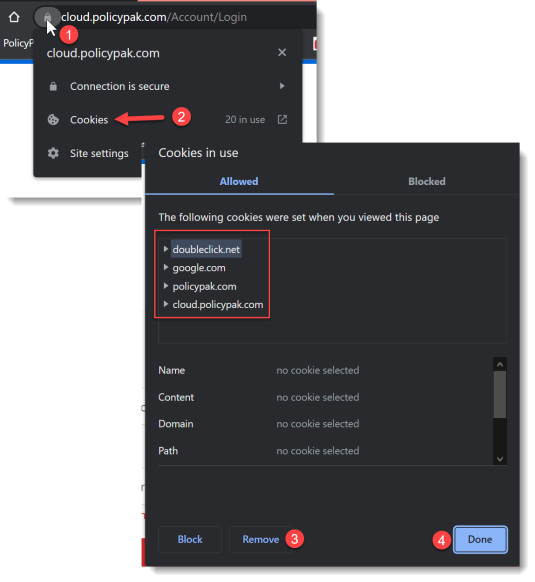 cloud.policypak.com/Account/Login
PolicyP
1
cloud.policypak.com
Connection is secure
2
Cookies
20 in use
Site settings
Cookies in use
Allowed
Blocked
The following cookies were set when you viewed this page
doubleclick.net
google.com
policypak.com
cloud.policypak.com
Name no cookie selected
Content no cookie selected
Domain no cookie selected
Path no cookie selected
Block
Remove
3
4
Done